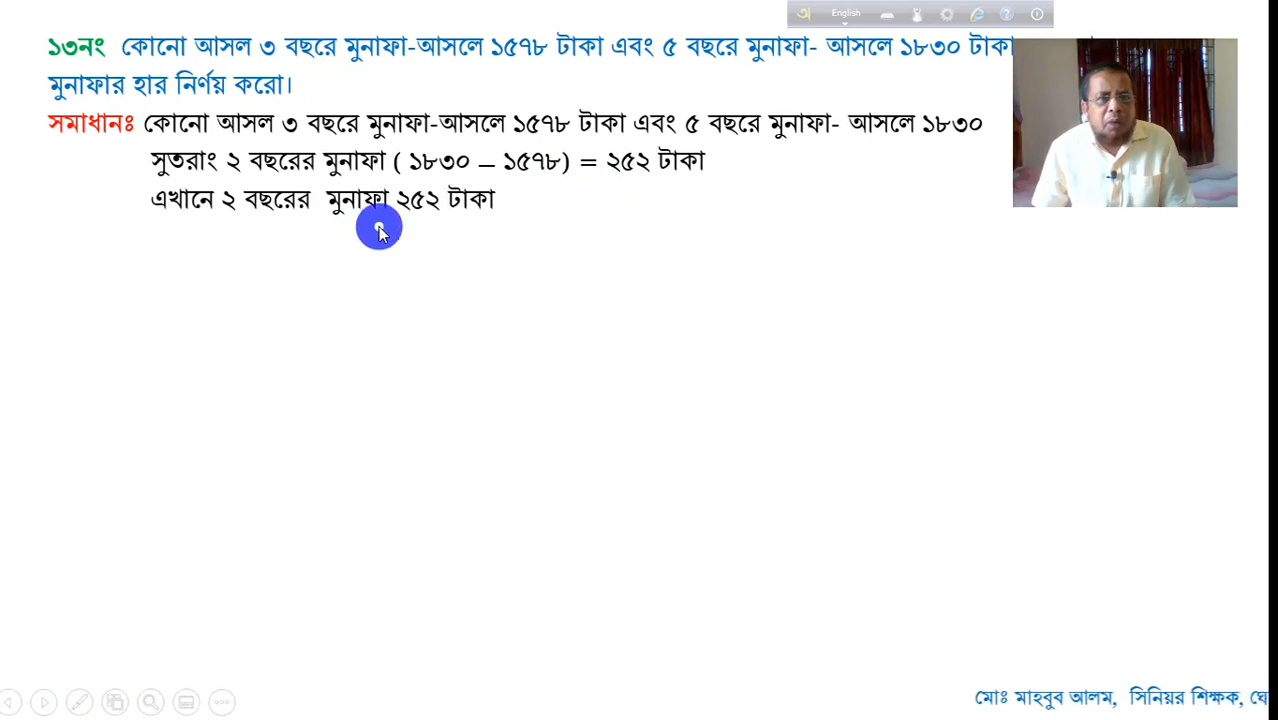 English
১৩নং কোনো আসল ৩ বছরে মুনাফা-আসলে ১৫৭৮ টাকা এবং ৫ বছরে মুনাফা- আসলে ১৮৩০ টাকা
মুনাফার হার নির্ণয় করো।
সমাধানঃ কোনো আসল ৩ বছরে মুনাফা-আসলে ১৫৭৮ টাকা এবং ৫ বছরে মুনাফা- আসলে ১৮৩০
সুতরাং ২ বছরের মুনাফা ( ১৮৩০ – ১৫৭৮) = ২৫২ টাকা
এখানে ২ বছরের মুনাফা ২৫২ টাকা
মোঃ মাহবুব আলম, সিনিয়র শিক্ষক,